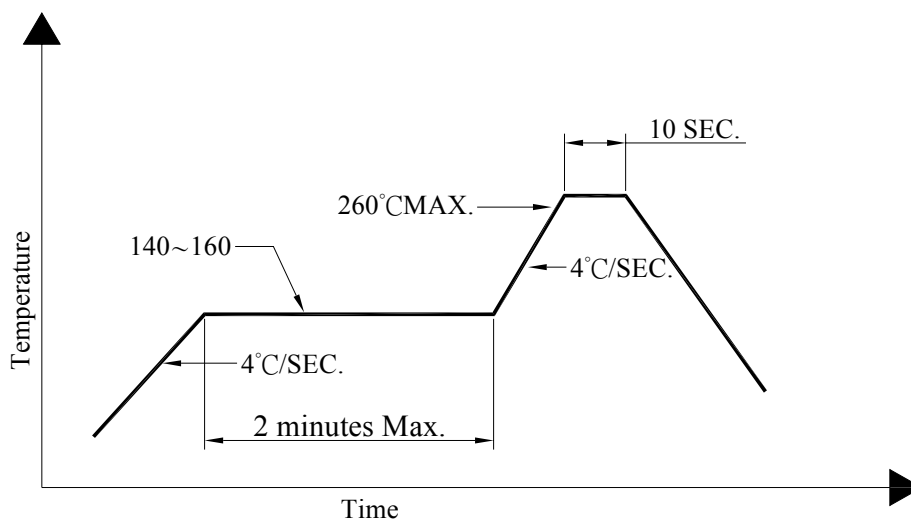 10 SEC.
260℃MAX.
140~160
4℃/SEC.
4℃/SEC.
2 minutes Max.
Temperature
Time